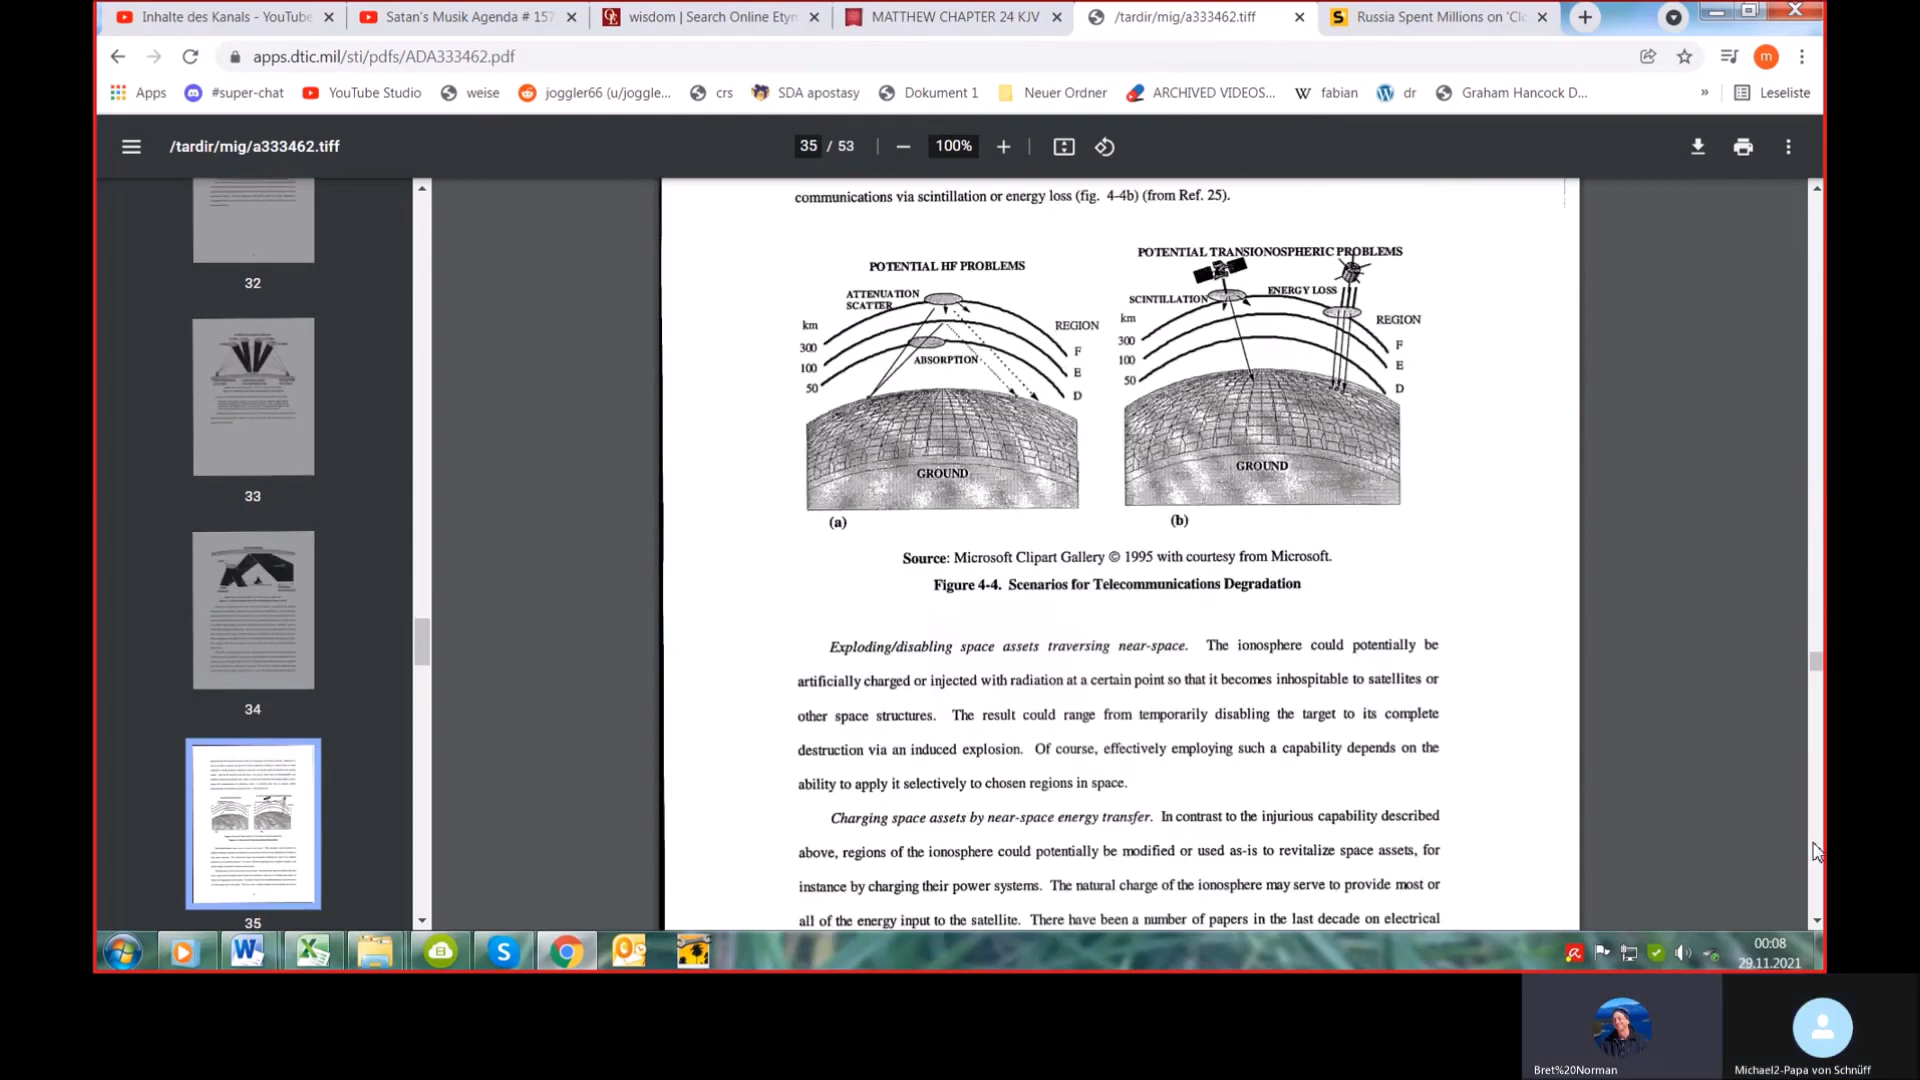 Inhalte des Kanals - YouTube
Satan's Musik Agenda # 157
wisdom | Search Online Etym
MATTHEW CHAPTER 24 KJV
/tardir/mig/a333462.tiff
Russia Spent Millions on 'Clo
apps.dtic.mil/sti/pdfs/ADA333462.pdf
m
Apps
#super-chat
YouTube Studio
weise
joggler66 (u/joggle...
crs
SDA apostasy
Dokument 1
Neuer Ordner
ARCHIVED VIDEOS...
W fabian
dr
Graham Hancock D...
»
Leseliste
/tardir/mig/a333462.tiff
35 / 53
100%
32
33
34
35
communications via scintillation or energy loss (fig. 4-4b) (from Ref. 25).
POTENTIAL HF PROBLEMS
ATTENUATION
SCATTER
km
REGION
300
100
50
ABSORPTION
F
E
D
GROUND
(a)
POTENTIAL TRANSIONOSPHERIC PROBLEMS
SCINTILLATION
ENERGY LOSS
km
REGION
300
100
50
F
E
D
GROUND
(b)
Source: Microsoft Clipart Gallery © 1995 with courtesy from Microsoft.
Figure 4-4. Scenarios for Telecommunications Degradation
Exploding/disabling space assets traversing near-space. The ionosphere could potentially be
artificially charged or injected with radiation at a certain point so that it becomes inhospitable to satellites or
other space structures. The result could range from temporarily disabling the target to its complete
destruction via an induced explosion. Of course, effectively employing such a capability depends on the
ability to apply it selectively to chosen regions in space.
Charging space assets by near-space energy transfer. In contrast to the injurious capability described
above, regions of the ionosphere could potentially be modified or used as-is to revitalize space assets, for
instance by charging their power systems. The natural charge of the ionosphere may serve to provide most or
all of the energy input to the satellite. There have been a number of papers in the last decade on electrical
00:08
29.11.2021
Bret%20Norman
Michael2-Papa von Schnüff